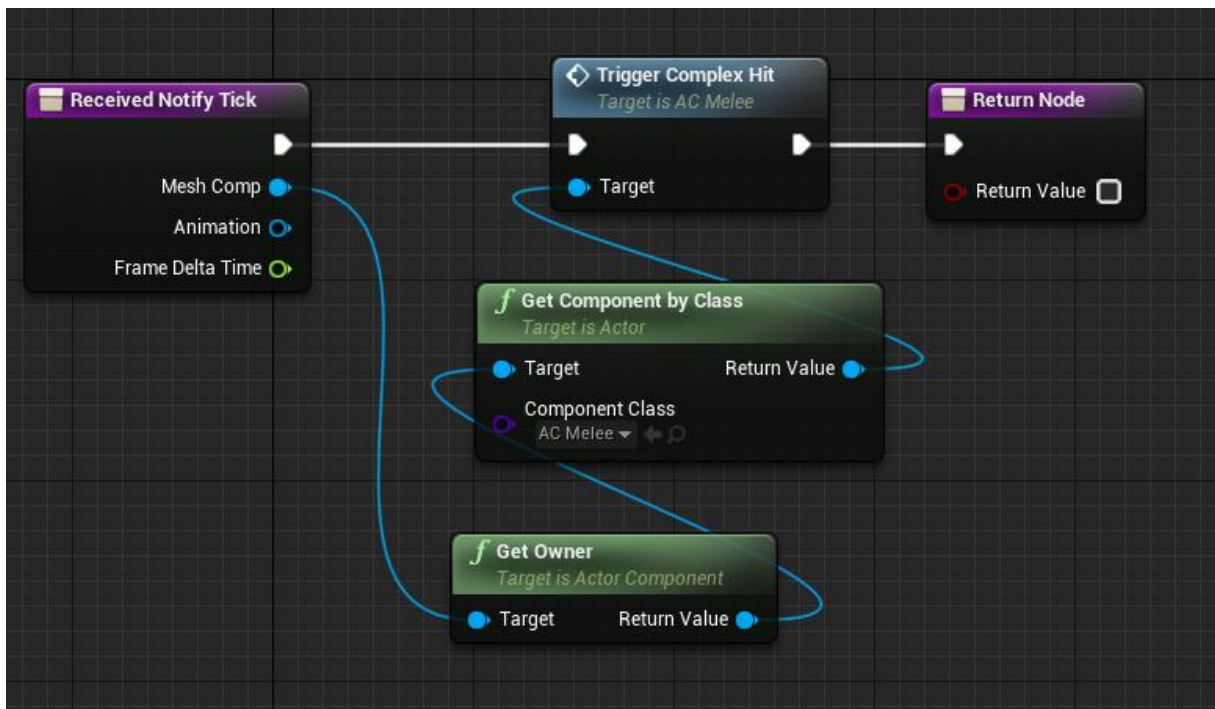 Received Notify Tick
Mesh Comp
Animation
Frame Delta Time
Trigger Complex Hit
Target is AC Melee
Target
Return Node
Return Value
f Get Component by Class
Target is Actor
Target Return Value
Component Class
AC Melee
f Get Owner
Target is Actor Component
Target Return Value